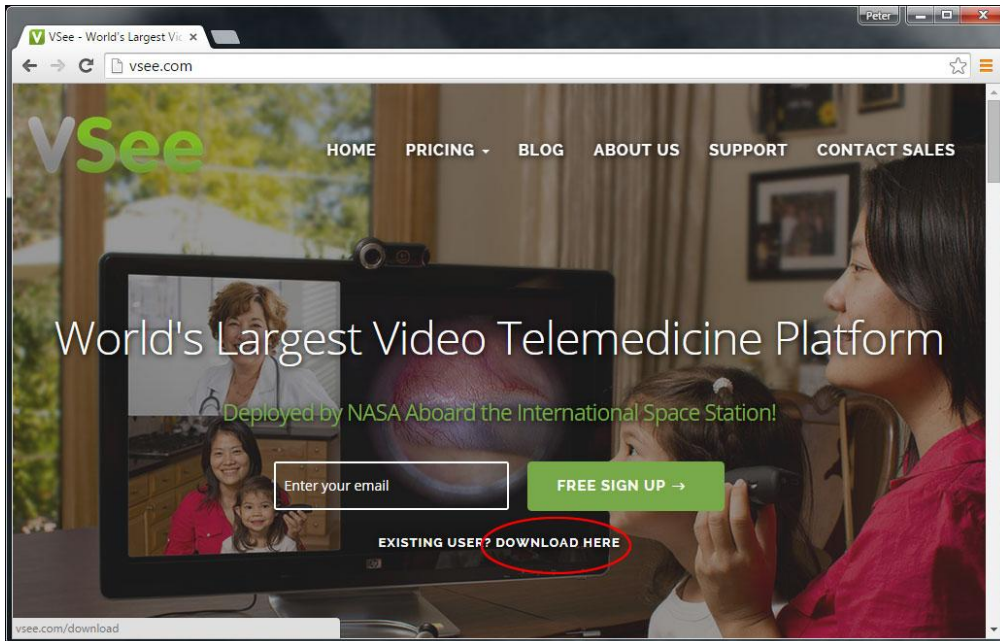 Peter
VSee - World's Largest Vic
vsee.com
VSee
HOME PRICING BLOG ABOUT US SUPPORT CONTACT SALES
World's Largest Video Telemedicine Platform
Deployed by NASA Aboard the International Space Station!
Enter your email
FREE SIGN UP →
EXISTING USER? DOWNLOAD HERE
hp
vsee.com/download